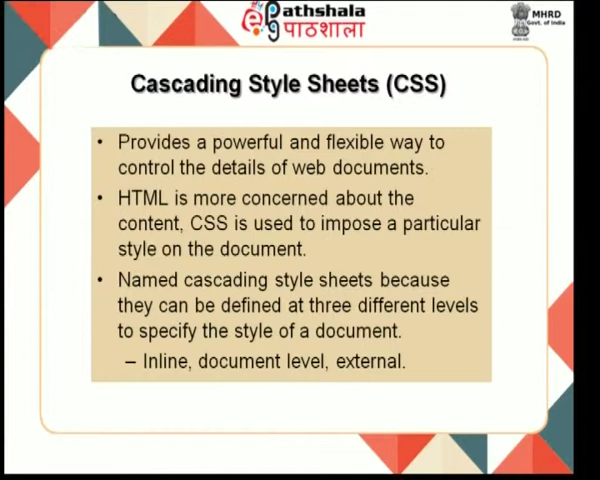 ePathshala
पाठशाला
MHRD
Govt. of India
Cascading Style Sheets (CSS)
• Provides a powerful and flexible way to
control the details of web documents.
• HTML is more concerned about the
content, CSS is used to impose a particular
style on the document.
• Named cascading style sheets because
they can be defined at three different levels
to specify the style of a document.
– Inline, document level, external.